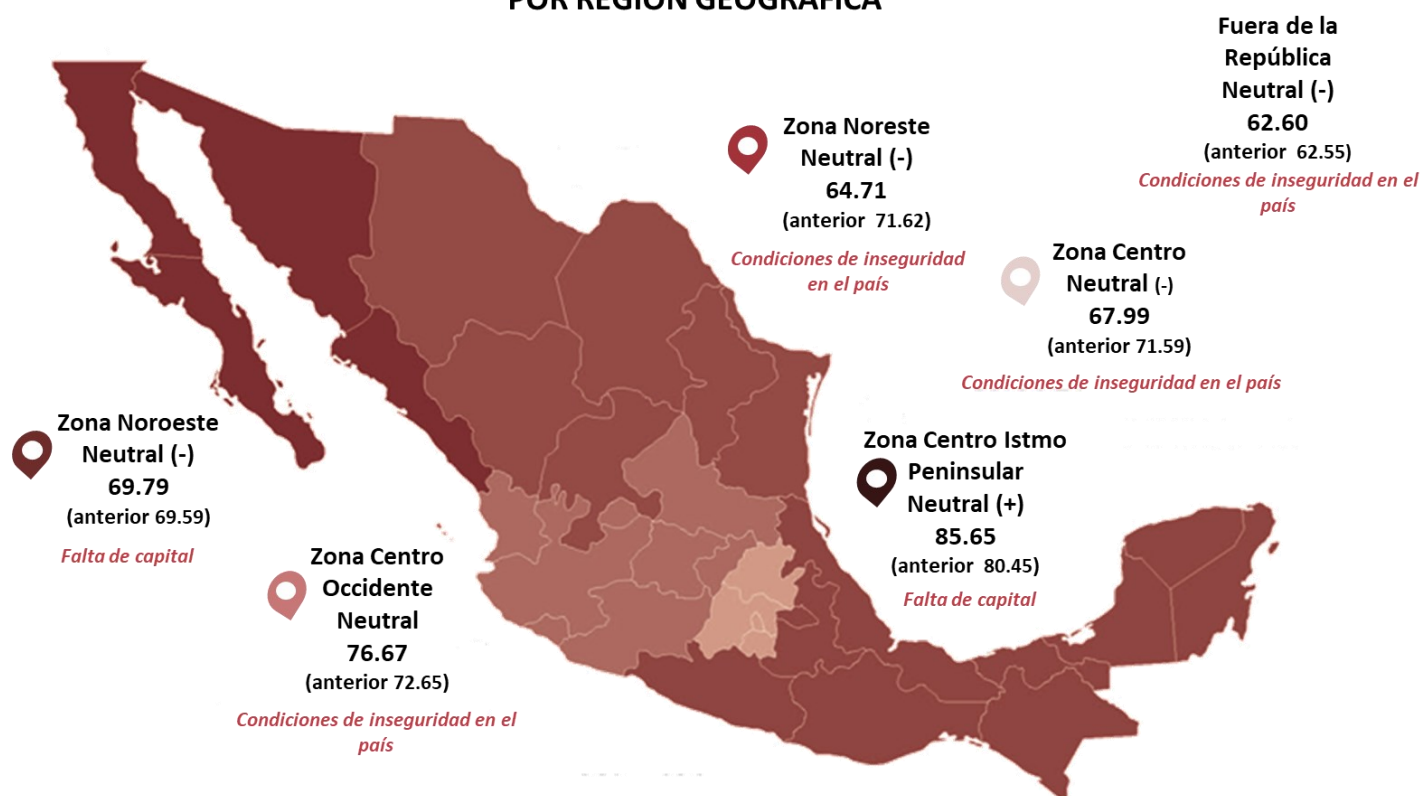 POR REGIÓN GEOGRÁFICA
Fuera de la
República
Neutral (-)
62.60
(anterior 62.55)
Condiciones de inseguridad en el
país
Zona Noreste
Neutral (-)
64.71
(anterior 71.62)
Condiciones de inseguridad
en el país
Zona Centro
Neutral (-)
67.99
(anterior 71.59)
Condiciones de inseguridad en el país
Zona Noroeste
Neutral (-)
69.79
(anterior 69.59)
Falta de capital
Zona Centro Istmo
Peninsular
Neutral (+)
85.65
(anterior 80.45)
Falta de capital
Zona Centro
Occidente
Neutral
76.67
(anterior 72.65)
Condiciones de inseguridad en el
país